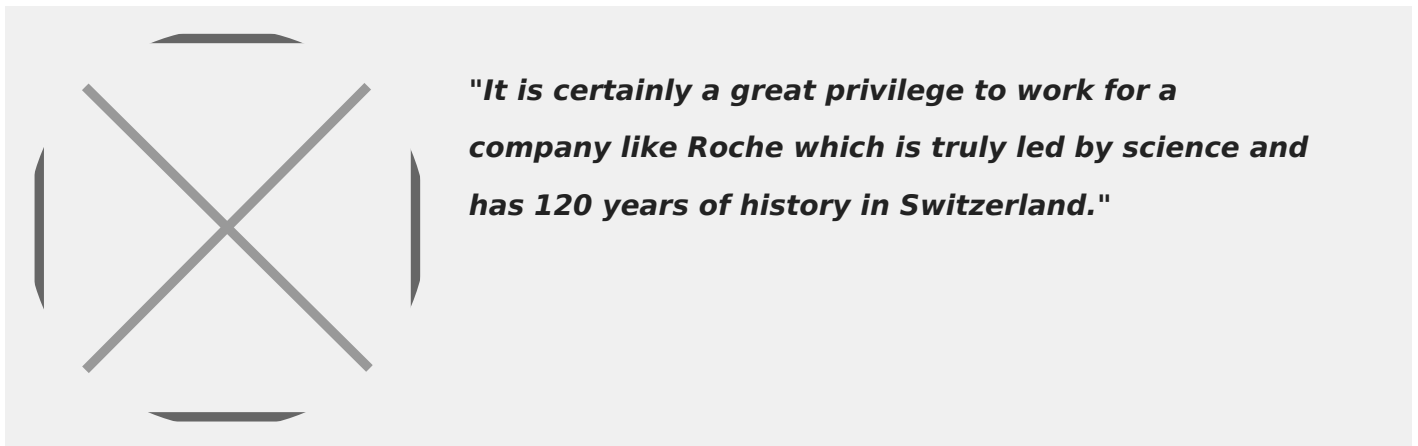 "It is certainly a great privilege to work for a
company like Roche which is truly led by science and
has 120 years of history in Switzerland."